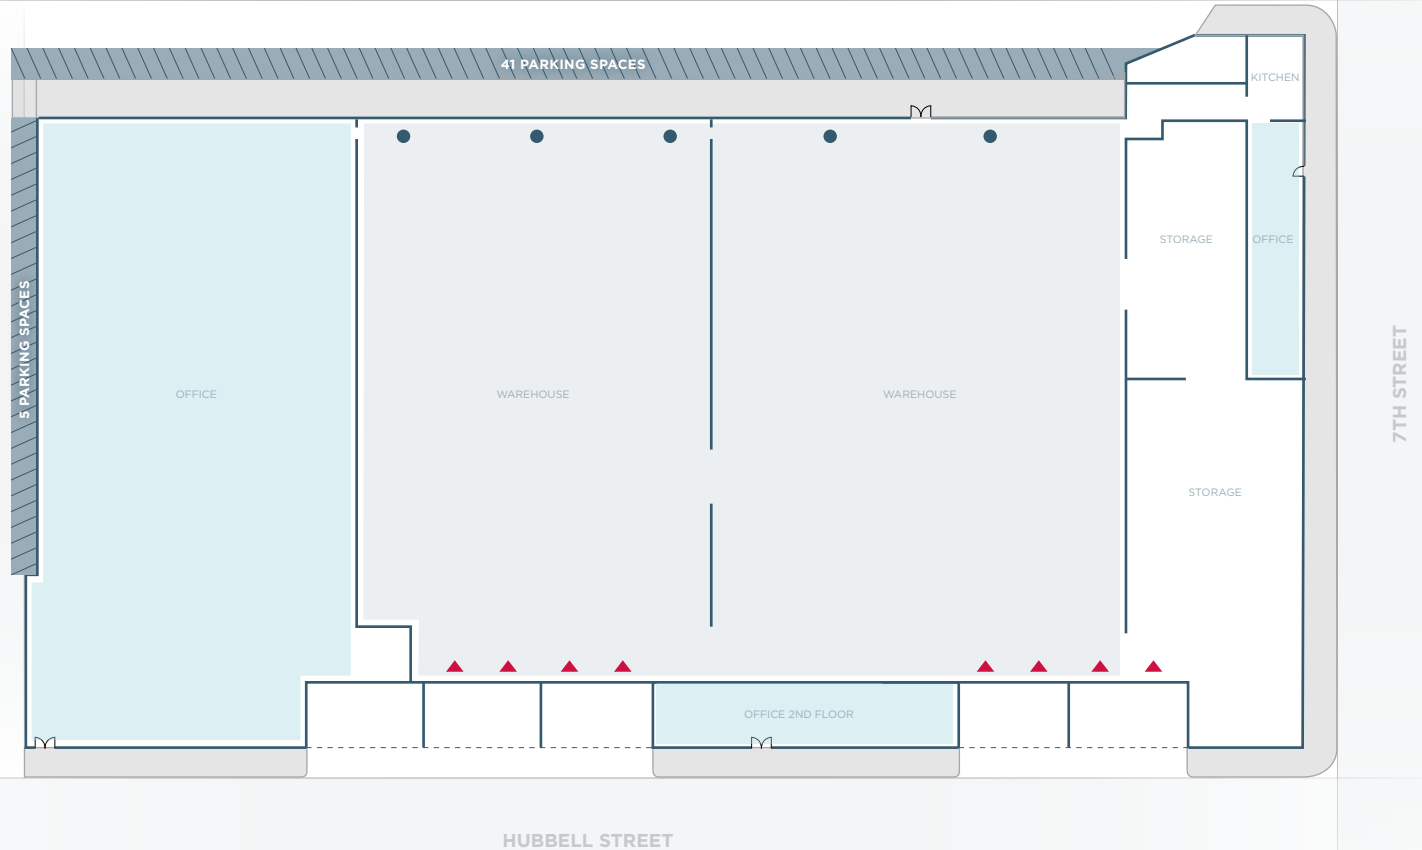 41 PARKING SPACES
KITCHEN
5 PARKING SPACES
STORAGE
OFFICE
OFFICE
WAREHOUSE
WAREHOUSE
7TH STREET
STORAGE
OFFICE 2ND FLOOR
HUBBELL STREET